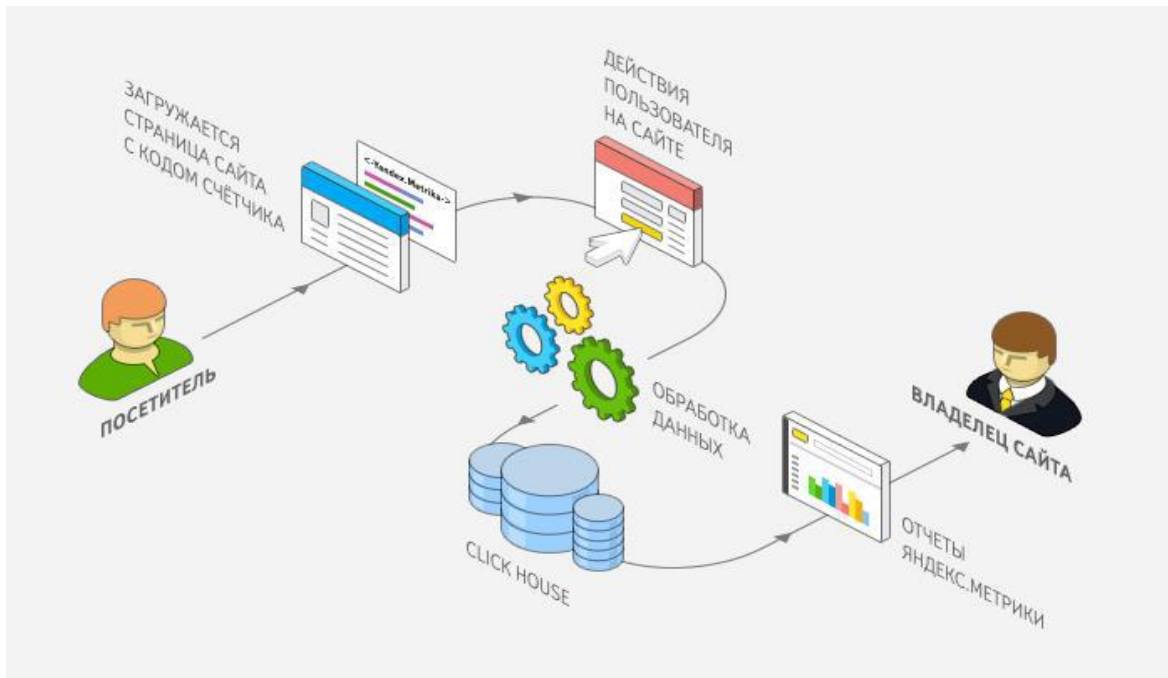 ЗАГРУЖАЕТСЯ
СТРАНИЦА САЙТА
С КОДОМ СЧЁТЧИКА
<-Yandex.Metrika->
ДЕЙСТВИЯ
ПОЛЬЗОВАТЕЛЯ
НА САЙТЕ
ПОСЕТИТЕЛЬ
ОБРАБОТКА
ДАННЫХ
CLICK HOUSE
ОТЧЕТЫ
ЯНДЕКС.МЕТРИКИ
ВЛАДЕЛЕЦ САЙТА